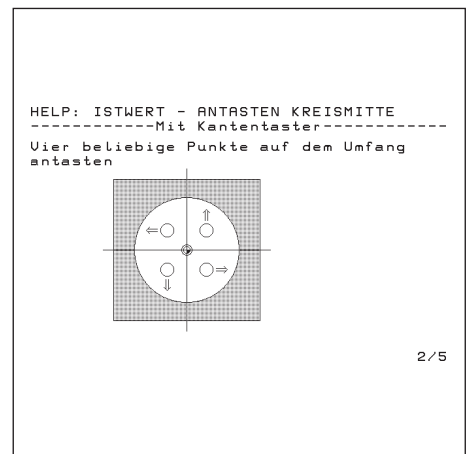 HELP: ISTWERT - ANTASTEN KREISMITTE
------------Mit Kantentaster------------
Vier beliebige Punkte auf dem Umfang
antasten
2/5